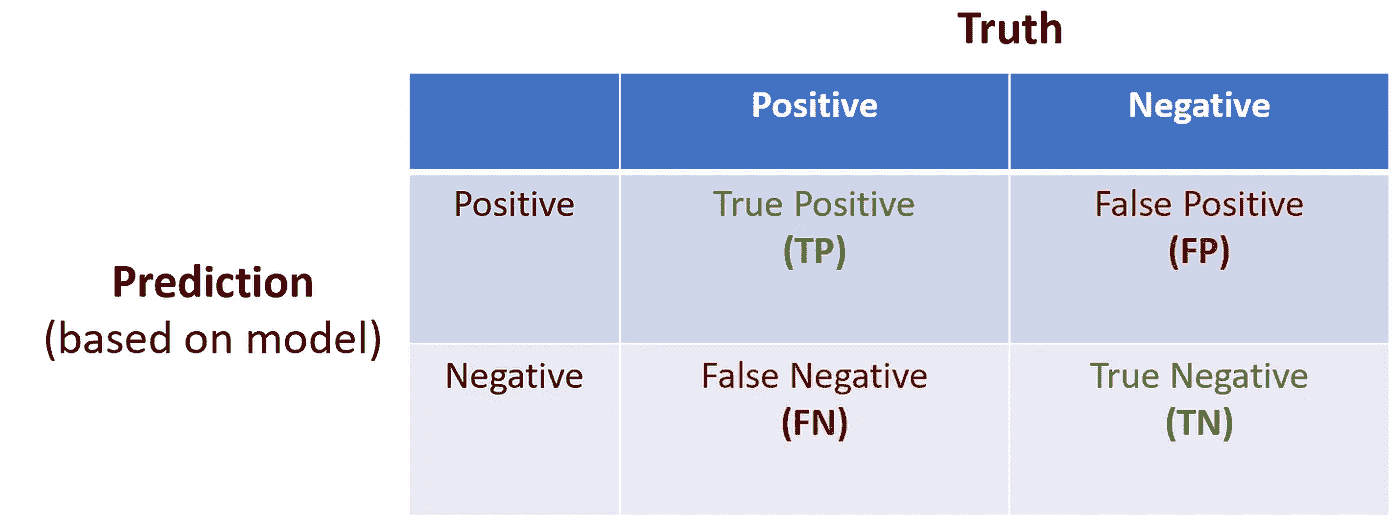 Truth
Positive Negative
Positive True Positive False Positive
(TP) (FP)
Prediction
(based on model)
Negative False Negative True Negative
(FN) (TN)